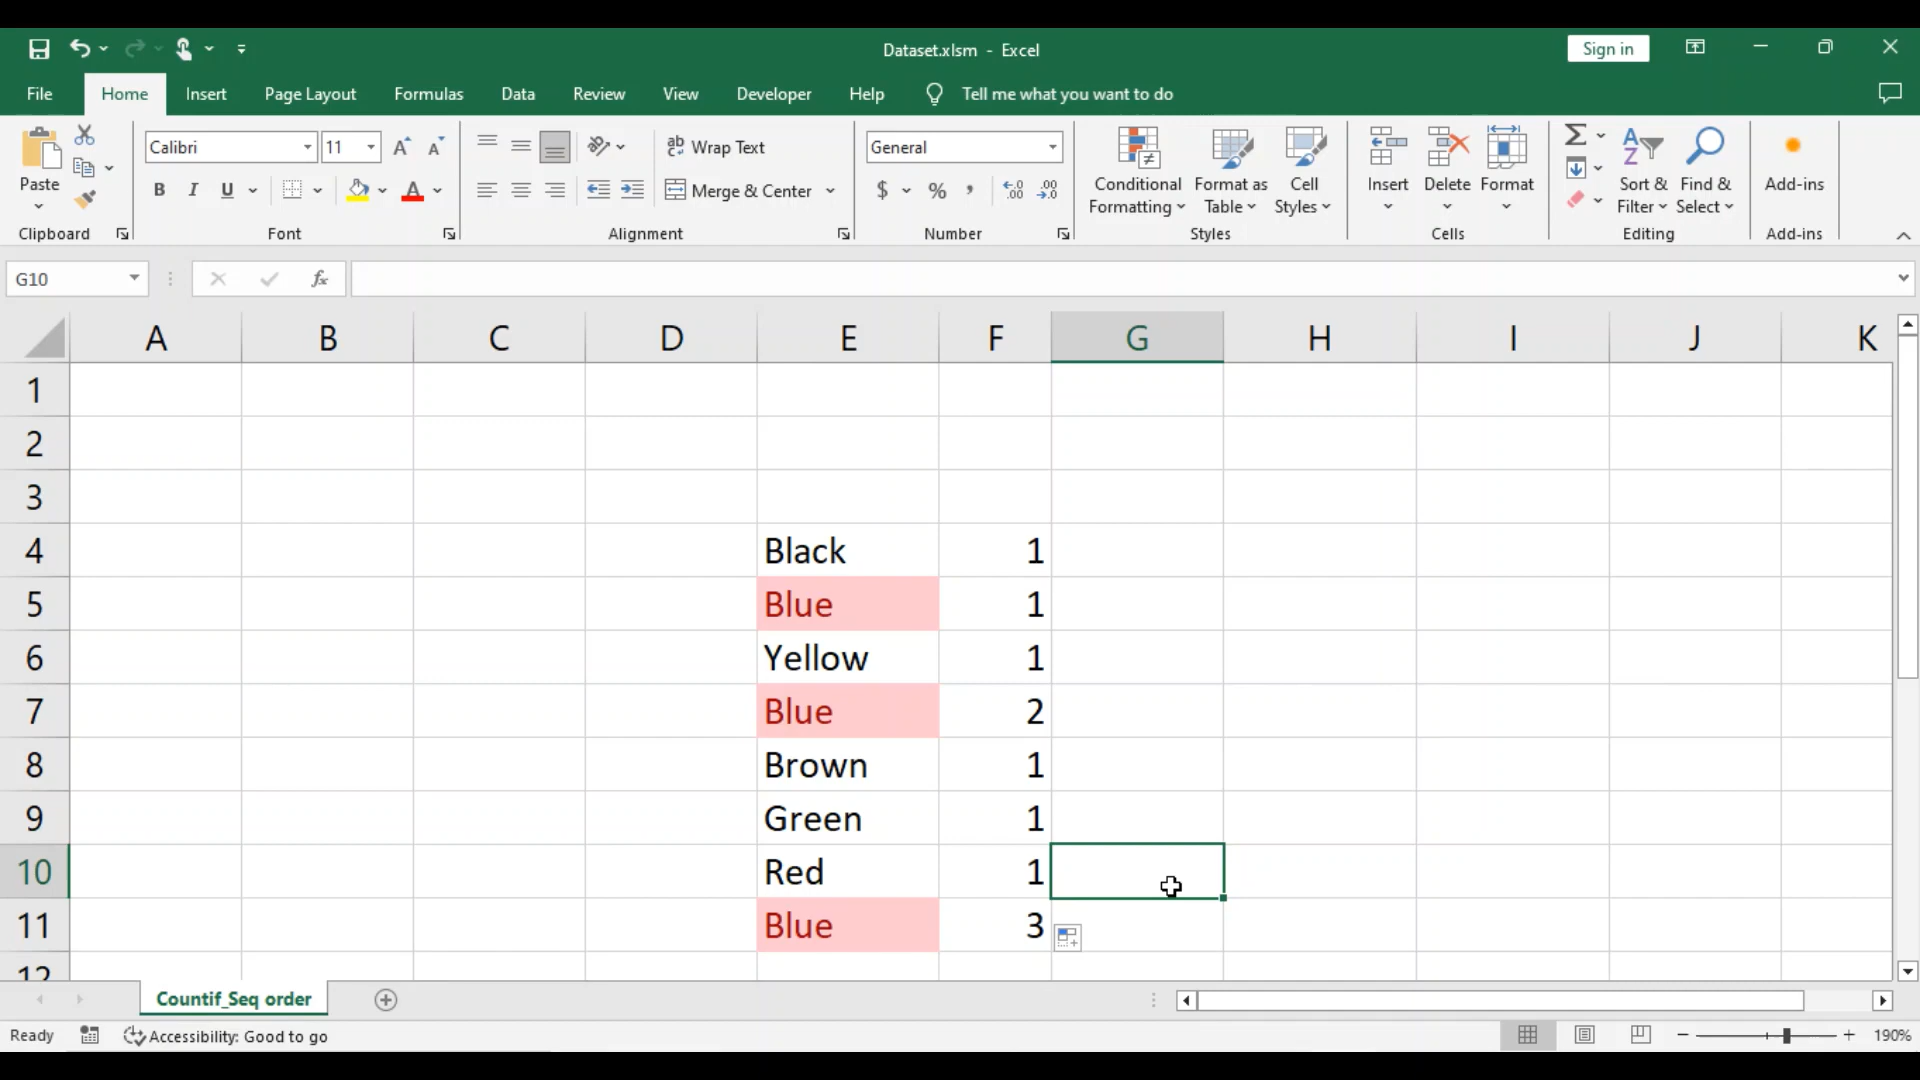 Dataset.xlsm - Excel
Sign in
File Home Insert Page Layout Formulas Data Review View Developer Help Tell me what you want to do
Paste
Clipboard
Calibri 11
B I U A
Font
ab Wrap Text
Merge & Center
Alignment
General
$ % ,
Number
Conditional Formatting
Format as Table
Cell Styles
Styles
Insert
Delete
Format
Cells
Sort & Filter
Find & Select
Editing
Add-ins
Add-ins
G10 fx
A B C D E F G H I J K
1
2
3
4 Black 1
5 Blue 1
6 Yellow 1
7 Blue 2
8 Brown 1
9 Green 1
10 Red 1
11 Blue 3
12
Countif_Seq order
Ready Accessibility: Good to go 190%